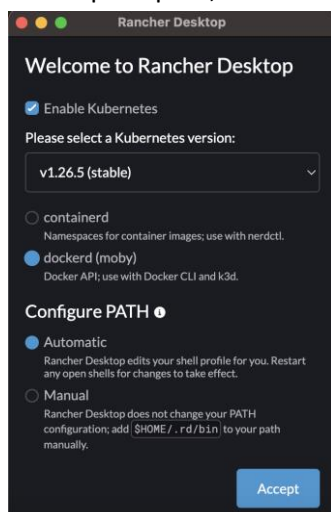 Rancher Desktop
Welcome to Rancher Desktop
Enable Kubernetes
Please select a Kubernetes version:
v1.26.5 (stable)
containerd
Namespaces for container images; use with nerdctl.
dockerd (moby)
Docker API; use with Docker CLI and k3d.
Configure PATH
Automatic
Rancher Desktop edits your shell profile for you. Restart
any open shells for changes to take effect.
Manual
Rancher Desktop does not change your PATH
configuration; add $HOME/.rd/bin to your path
manually.
Accept